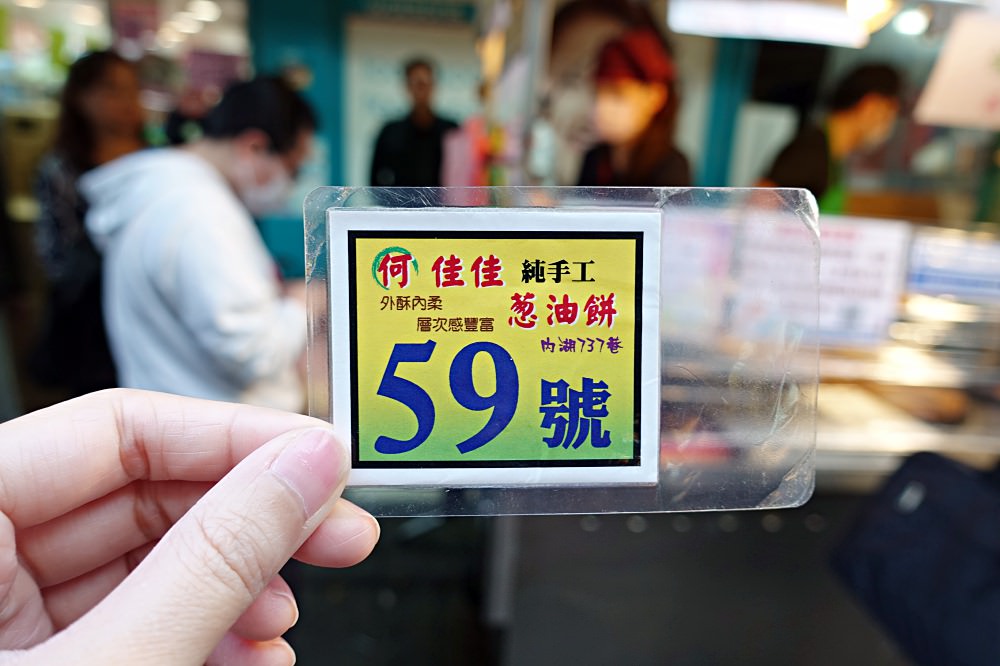 何佳佳 純手工
外酥內柔
層次感豐富
葱油餅
內湖737巷
59號